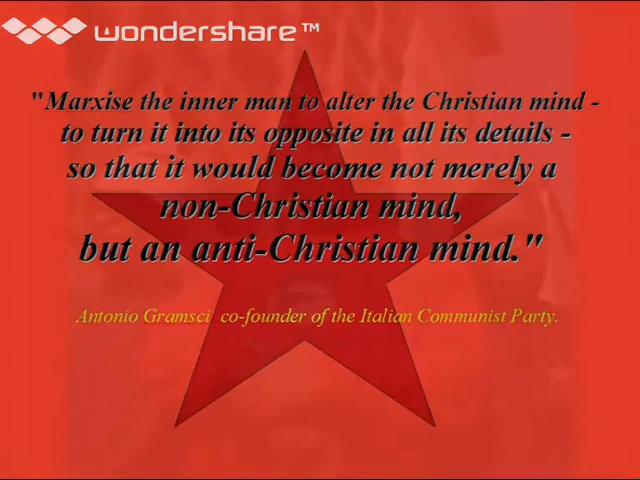 wondershare™
"Marxise the inner man to alter the Christian mind -
to turn it into its opposite in all its details -
so that it would become not merely a
non-Christian mind,
but an anti-Christian mind."
Antonio Gramsci co-founder of the Italian Communist Party.